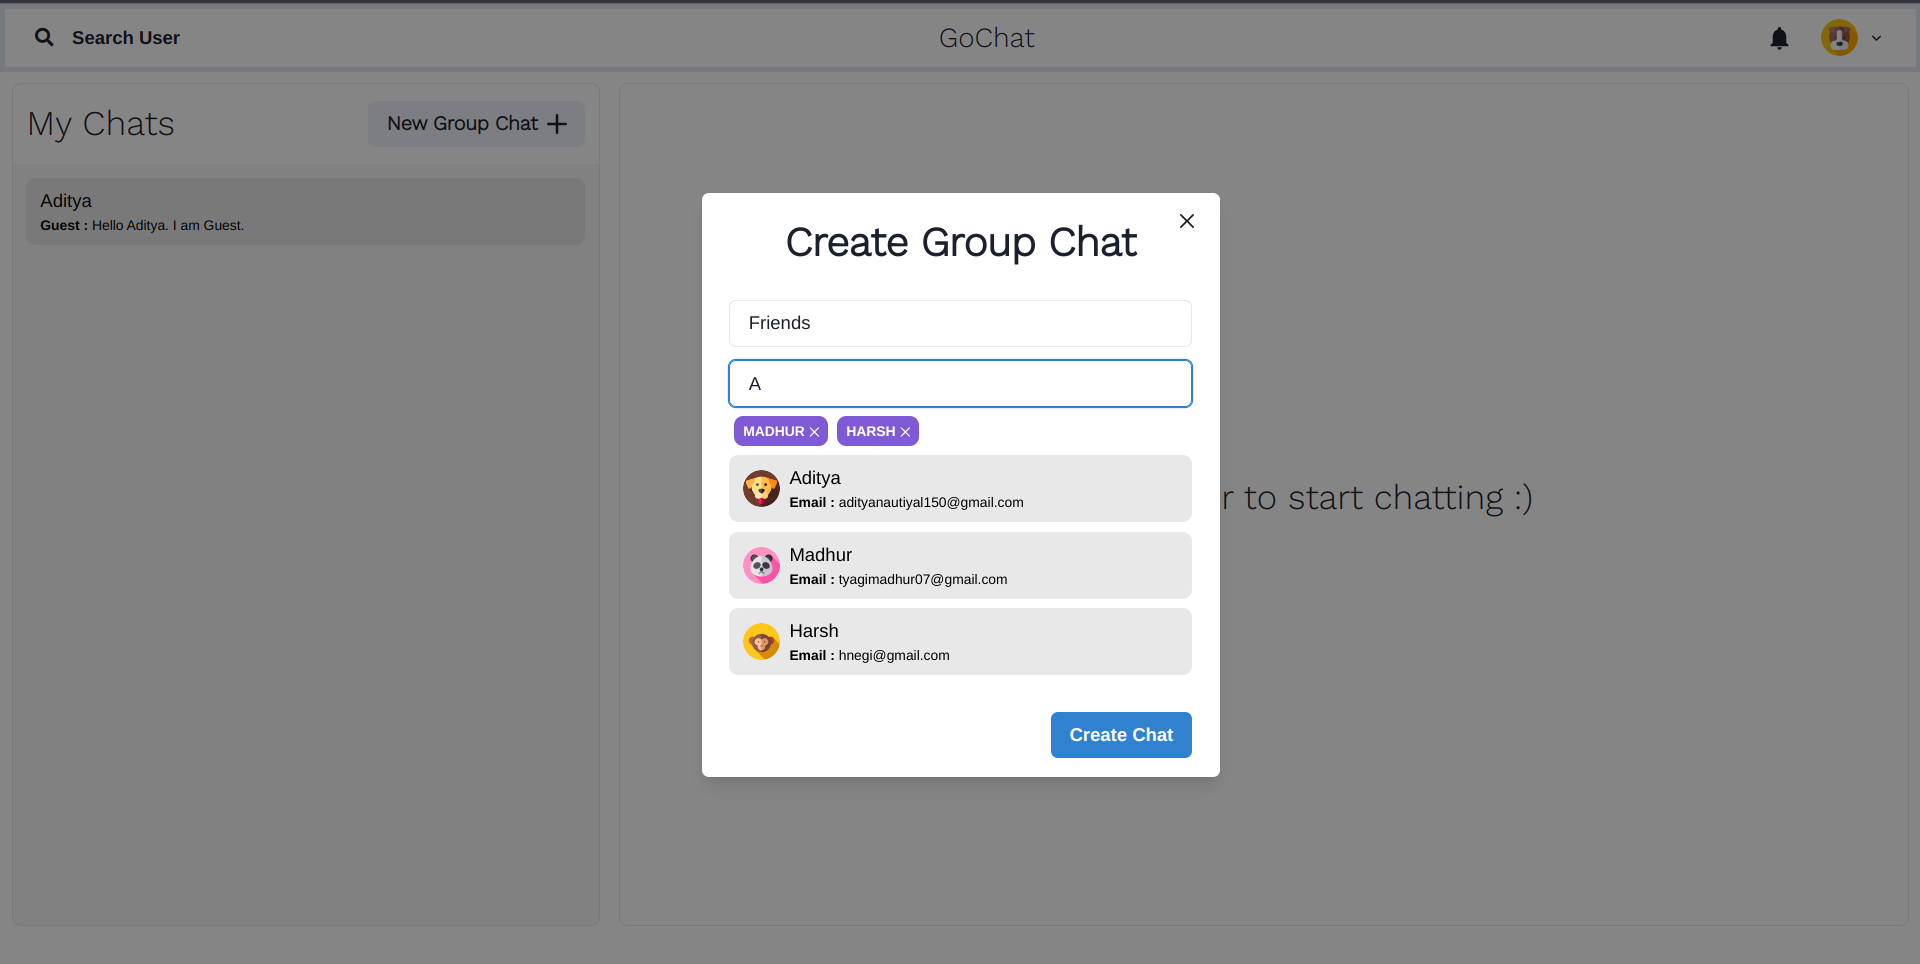 Search User
GoChat
My Chats
New Group Chat
Aditya
Guest : Hello Aditya. I am Guest.
Create Group Chat
Friends
A
MADHUR
HARSH
Aditya
Email : adityanautiyal150@gmail.com
Madhur
Email : tyagimadhur07@gmail.com
Harsh
Email : hnegi@gmail.com
r to start chatting :)
Create Chat